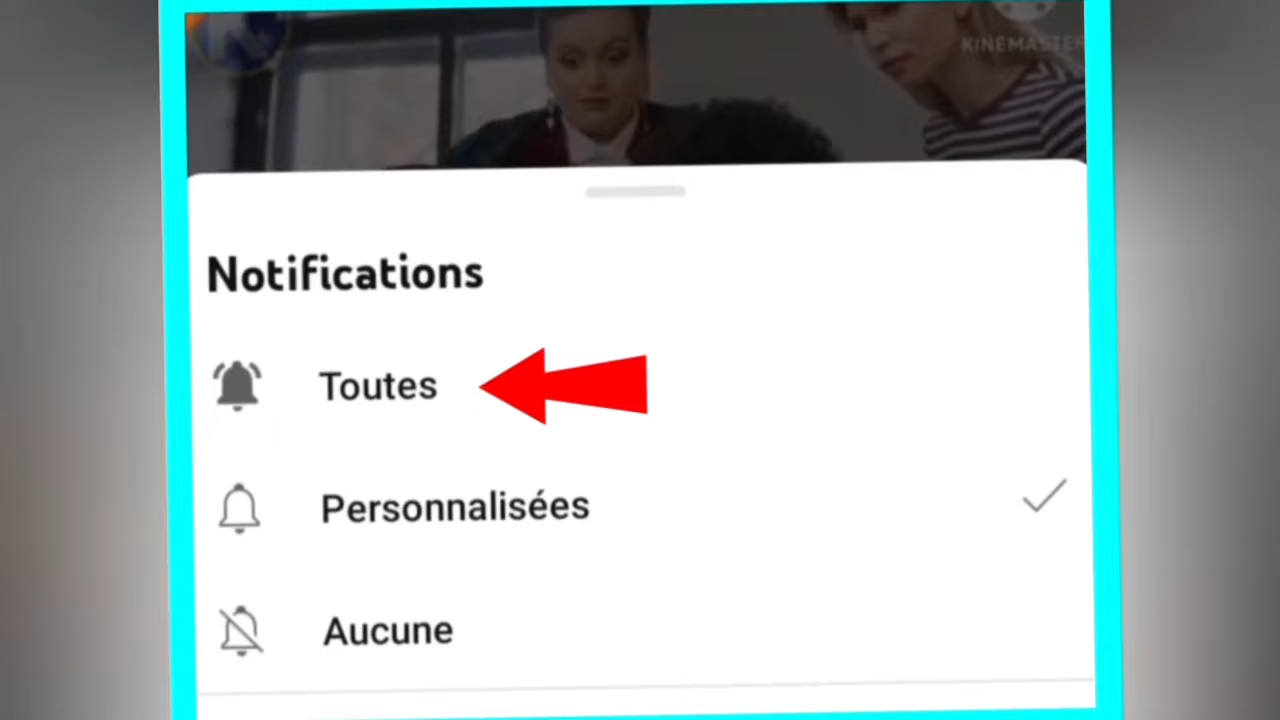 KINEMASTER
Notifications
Toutes
Personnalisées
Aucune